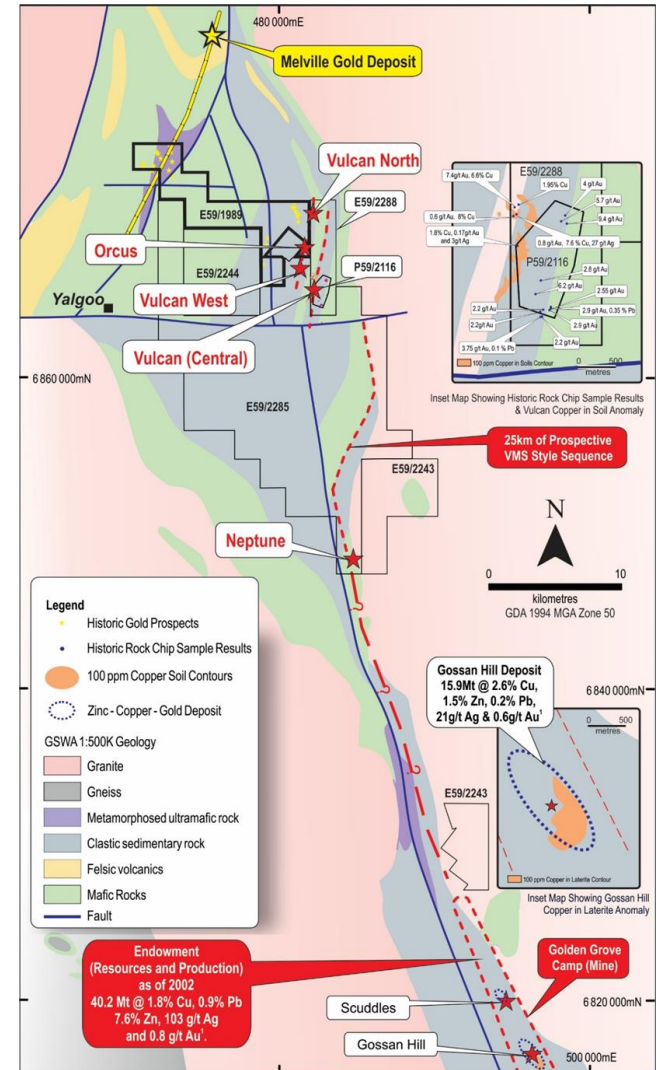 480 000mE
Melville Gold Deposit
Vulcan North
E59/1989
E59/2288
Orcus
P59/2116
E59/2244
Vulcan West
Yalgoo
Vulcan (Central)
6 860 000mN
E59/2285
E59/2288
7.4g/t Au, 6.6% Cu
1.95% Cu
4 g/t Au
5.7 g/t Au
0.6 g/t Au, 8% Cu
9.4 g/t Au
1.8% Cu, 0.17g/t Au
and 3g/t Ag
0.8 g/t Au, 7.6 % Cu, 27 g/t Ag
P59/2116
2.8 g/t Au
6.2 g/t Au
2.55 g/t Au
2.2 g/t Au
2.9 g/t Au, 0.35 % Pb
2.2g/t Au
2.9 g/t Au
3.75 g/t Au, 0.1 % Pb
2.2 g/t Au
0 500
metres
100 ppm Copper in Soils Contour
Inset Map Showing Historic Rock Chip Sample Results
& Vulcan Copper in Soil Anomaly
25km of Prospective
VMS Style Sequence
E59/2243
N
Neptune
0 10
kilometres
GDA 1994 MGA Zone 50
Legend
Historic Gold Prospects
Historic Rock Chip Sample Results
100 ppm Copper Soil Contours
Zinc - Copper - Gold Deposit
GSWA 1:500K Geology
Granite
Gneiss
Metamorphosed ultramafic rock
Clastic sedimentary rock
Felsic volcanics
Mafic Rocks
Fault
?
?
?
Gossan Hill Deposit
15.9Mt @ 2.6% Cu,
1.5% Zn, 0.2% Pb,
21g/t Ag & 0.6g/t Au¹
6 840 000mN
0 500
metres
E59/2243
100 ppm Copper in Laterite Contour
Inset Map Showing Gossan Hill
Copper in Laterite Anomaly
Endowment
(Resources and Production)
as of 2002
40.2 Mt @ 1.8% Cu, 0.9% Pb
7.6% Zn, 103 g/t Ag
and 0.8 g/t Au¹.
Golden Grove
Camp (Mine)
Scuddles
6 820 000mN
Gossan Hill
500 000mE